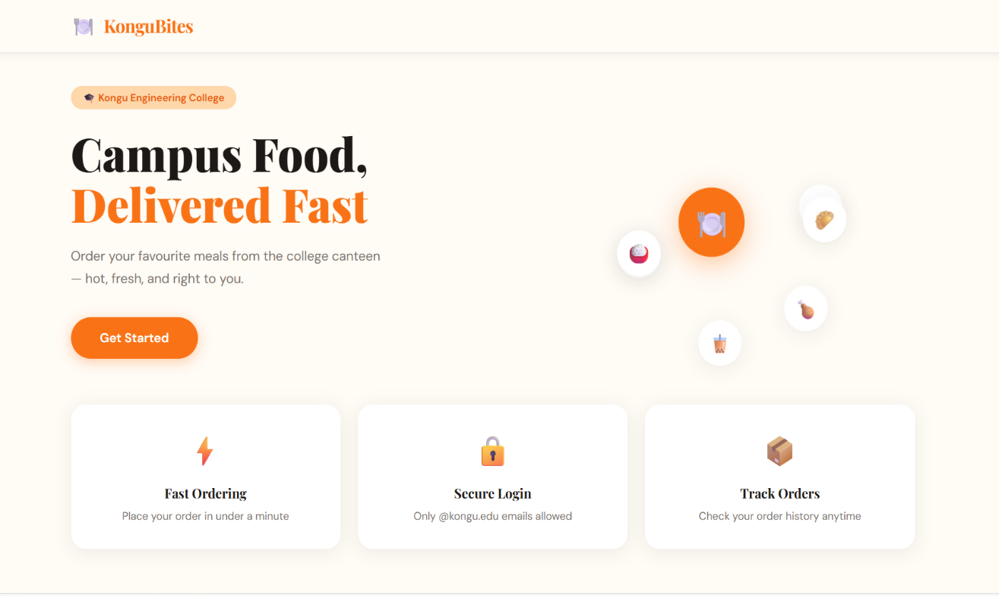 KonguBites
Kongu Engineering College
Campus Food,
Delivered Fast
Order your favourite meals from the college canteen
— hot, fresh, and right to you.
Get Started
Fast Ordering
Place your order in under a minute
Secure Login
Only @kongu.edu emails allowed
Track Orders
Check your order history anytime